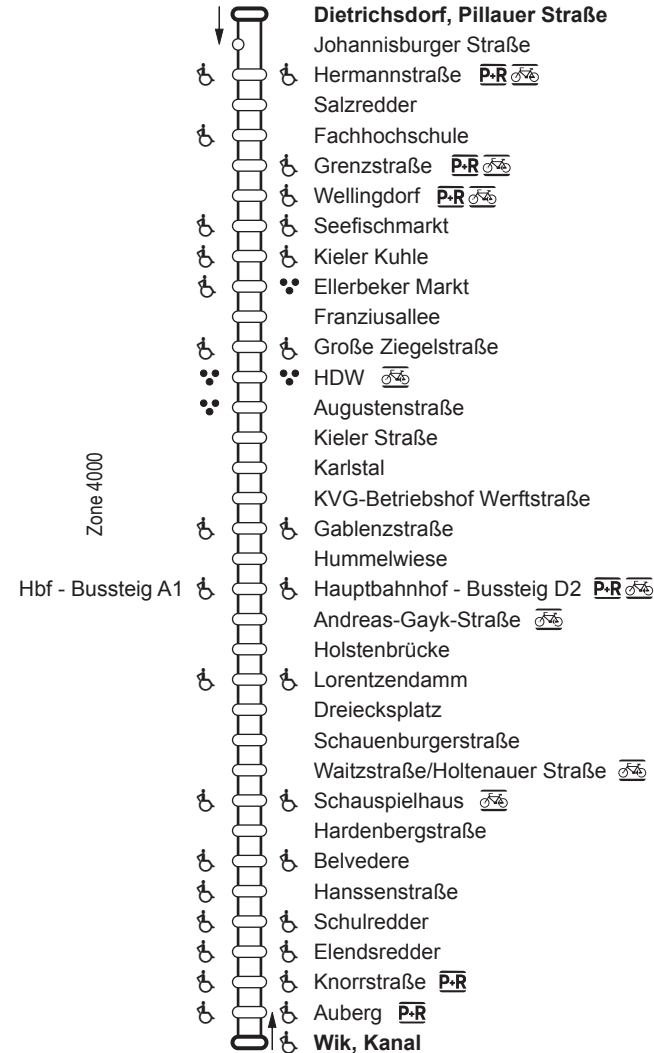 Dietrichsdorf, Pillauer Straße
Johannisburger Straße
Hermannstraße P+R
Salzredder
Fachhochschule
Grenzstraße P+R
Wellingdorf P+R
Seefischmarkt
Kieler Kuhle
Ellerbeker Markt
Franziusallee
Große Ziegelstraße
HDW
Augustenstraße
Kieler Straße
Karlstal
Zone 4000
KVG-Betriebshof Werftstraße
Gablenzstraße
Hummelwiese
Hbf - Bussteig A1 Hauptbahnhof - Bussteig D2 P+R
Andreas-Gayk-Straße
Holstenbrücke
Lorentzendamm
Dreiecksplatz
Schauenburgerstraße
Waitzstraße/Holtenauer Straße
Schauspielhaus
Hardenbergstraße
Belvedere
Hanssenstraße
Schulredder
Elendsredder
Knorrstraße P+R
Auberg P+R
Wik, Kanal